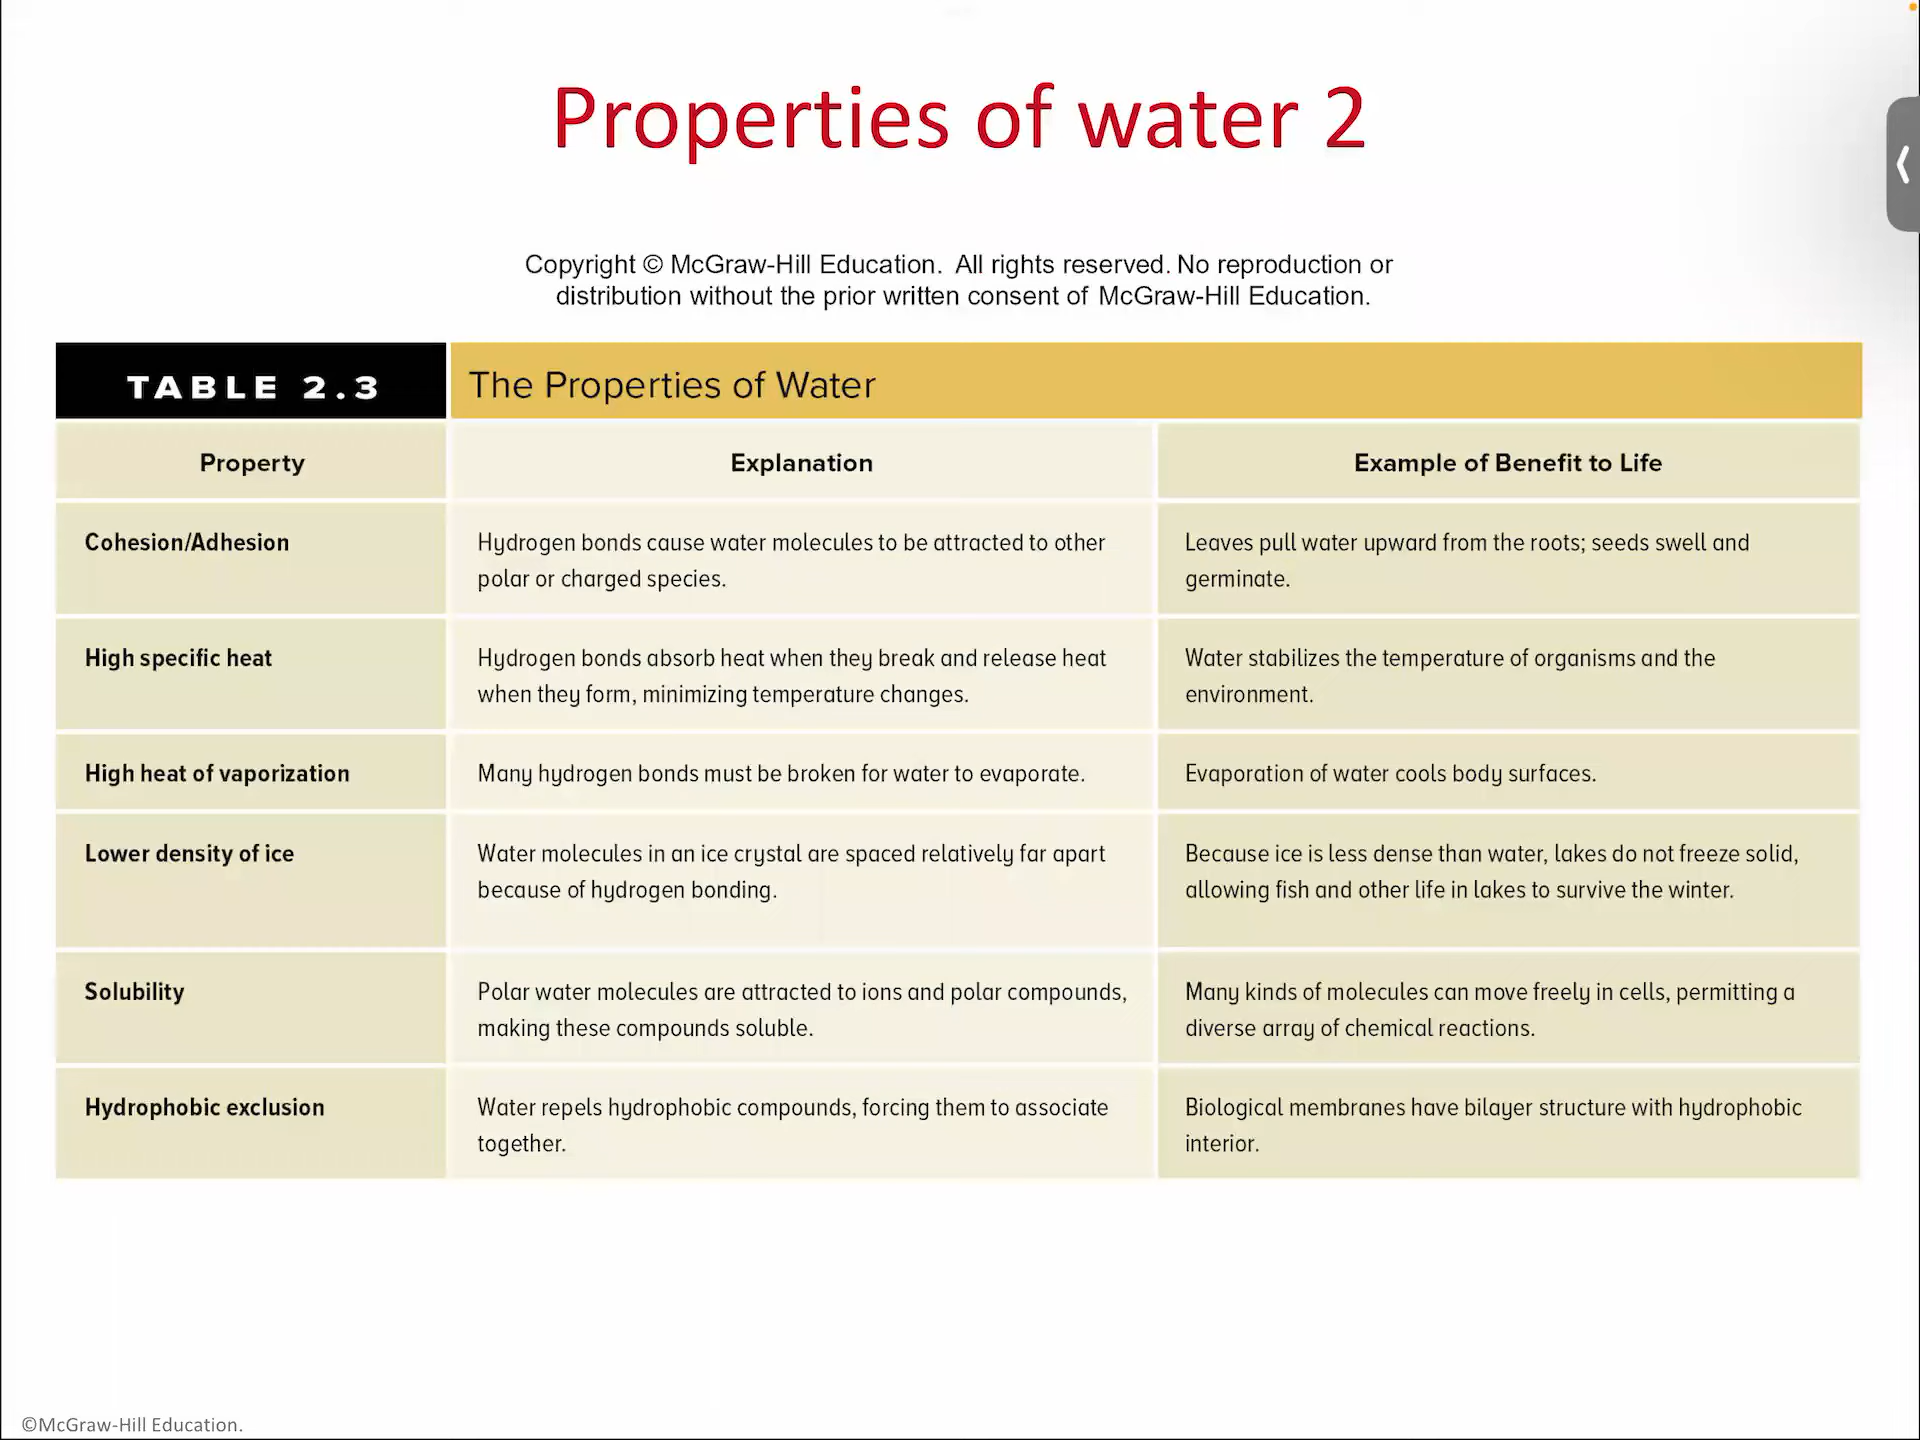 Properties of water 2
Copyright © McGraw-Hill Education. All rights reserved. No reproduction or
distribution without the prior written consent of McGraw-Hill Education.
TABLE 2.3
The Properties of Water
Property
Explanation
Example of Benefit to Life
Cohesion/Adhesion
Hydrogen bonds cause water molecules to be attracted to other
polar or charged species.
Leaves pull water upward from the roots; seeds swell and
germinate.
High specific heat
Hydrogen bonds absorb heat when they break and release heat
when they form, minimizing temperature changes.
Water stabilizes the temperature of organisms and the
environment.
High heat of vaporization
Many hydrogen bonds must be broken for water to evaporate.
Evaporation of water cools body surfaces.
Lower density of ice
Water molecules in an ice crystal are spaced relatively far apart
because of hydrogen bonding.
Because ice is less dense than water, lakes do not freeze solid,
allowing fish and other life in lakes to survive the winter.
Solubility
Polar water molecules are attracted to ions and polar compounds,
making these compounds soluble.
Many kinds of molecules can move freely in cells, permitting a
diverse array of chemical reactions.
Hydrophobic exclusion
Water repels hydrophobic compounds, forcing them to associate
together.
Biological membranes have bilayer structure with hydrophobic
interior.
©McGraw-Hill Education.